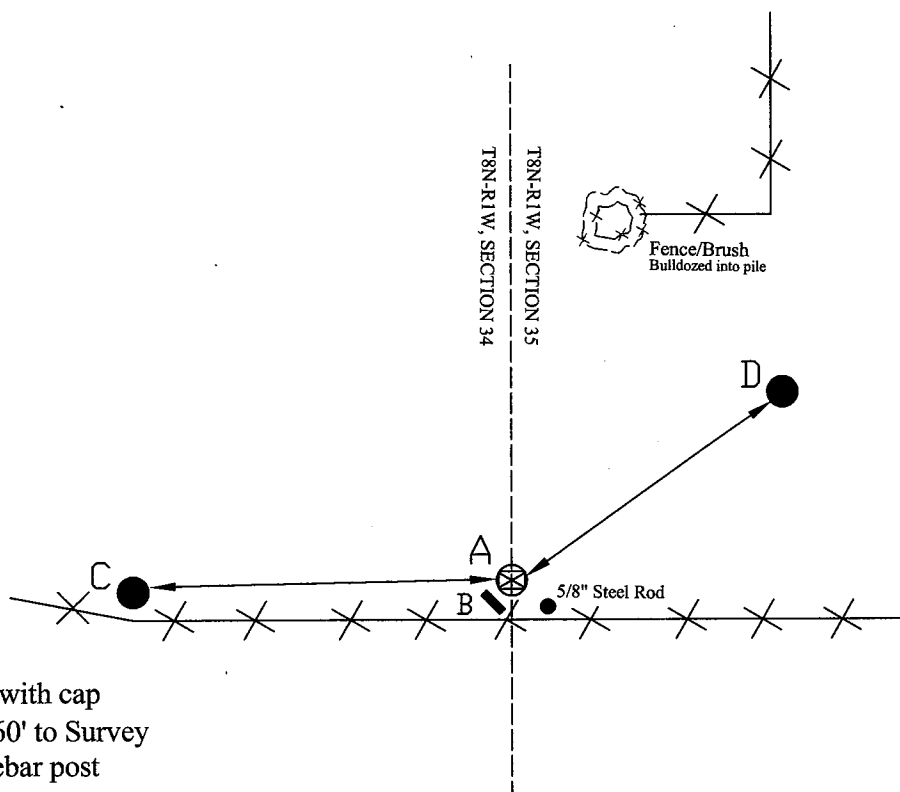 T8N-R1W, SECTION 34
T8N-R1W, SECTION 35
Fence/Brush
Bulldozed into pile
D
A
C
B
5/8" Steel Rod
with cap
60' to Survey
ebar post